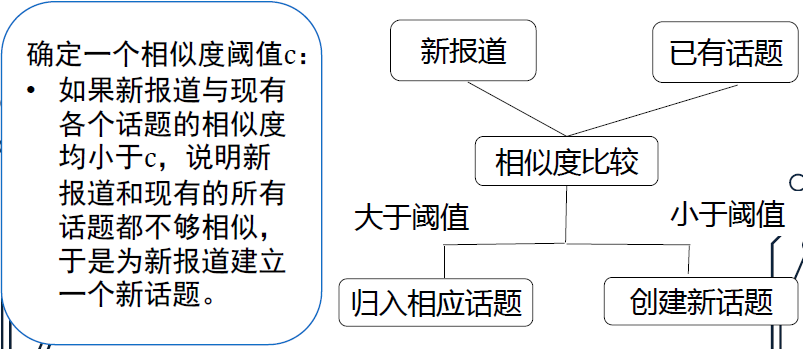 确定一个相似度阈值c：
• 如果新报道与现有
各个话题的相似度
均小于c，说明新
报道和现有的所有
话题都不够相似，
于是为新报道建立
一个新话题。
新报道
已有话题
相似度比较
大于阈值
小于阈值
归入相应话题
创建新话题